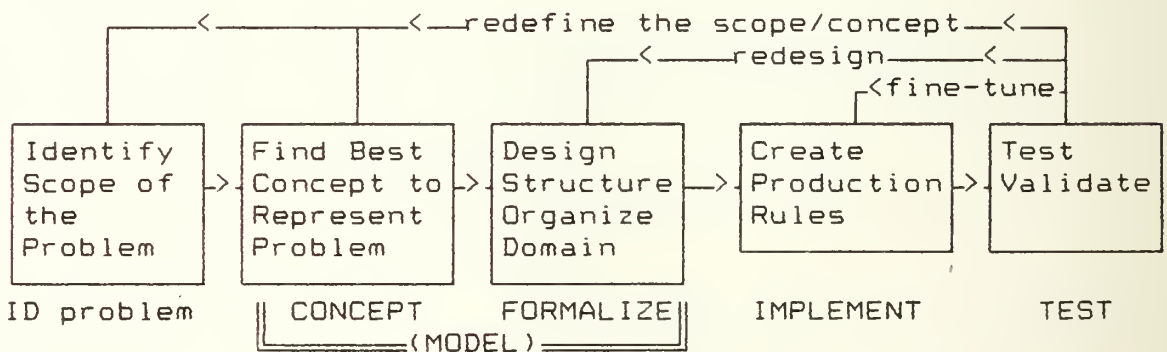 redefine the scope/concept
redesign
fine-tune
Identify
Scope of
the
Problem
Find Best
Concept to
Represent
Problem
Design
Structure
Organize
Domain
Create
Production
Rules
Test
Validate
ID problem
CONCEPT
FORMALIZE
IMPLEMENT
TEST
(MODEL)